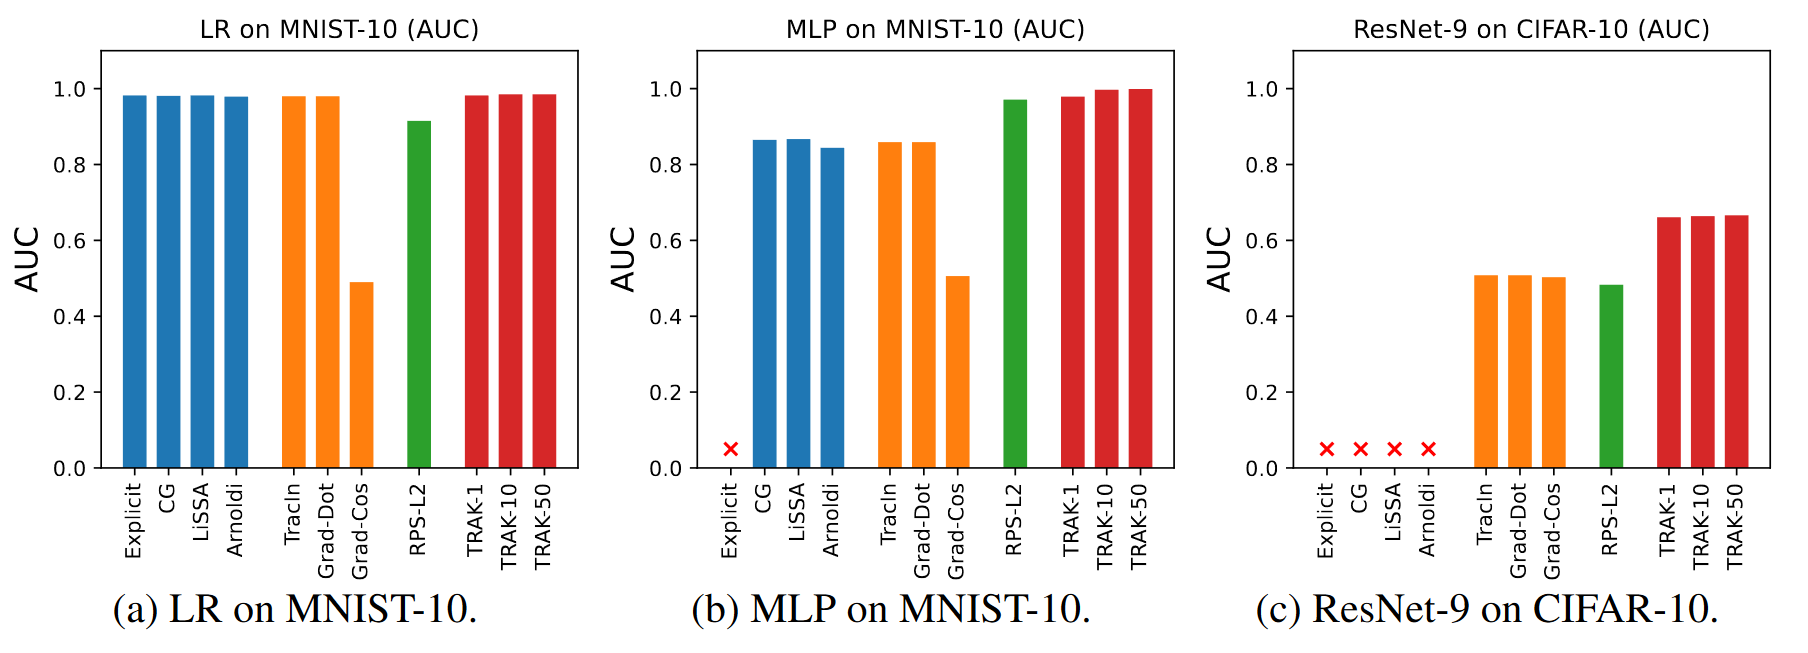 LR on MNIST-10 (AUC)
AUC
1.0
0.8
0.6
0.4
0.2
0.0
Explicit
CG
LiSSA
Arnoldi
TracIn
Grad-Dot
Grad-Cos
RPS-L2
TRAK-1
TRAK-10
TRAK-50
(a) LR on MNIST-10.
MLP on MNIST-10 (AUC)
AUC
1.0
0.8
0.6
0.4
0.2
0.0
Explicit
CG
LiSSA
Arnoldi
TracIn
Grad-Dot
Grad-Cos
RPS-L2
TRAK-1
TRAK-10
TRAK-50
(b) MLP on MNIST-10.
ResNet-9 on CIFAR-10 (AUC)
AUC
1.0
0.8
0.6
0.4
0.2
0.0
Explicit
CG
LiSSA
Arnoldi
TracIn
Grad-Dot
Grad-Cos
RPS-L2
TRAK-1
TRAK-10
TRAK-50
(c) ResNet-9 on CIFAR-10.